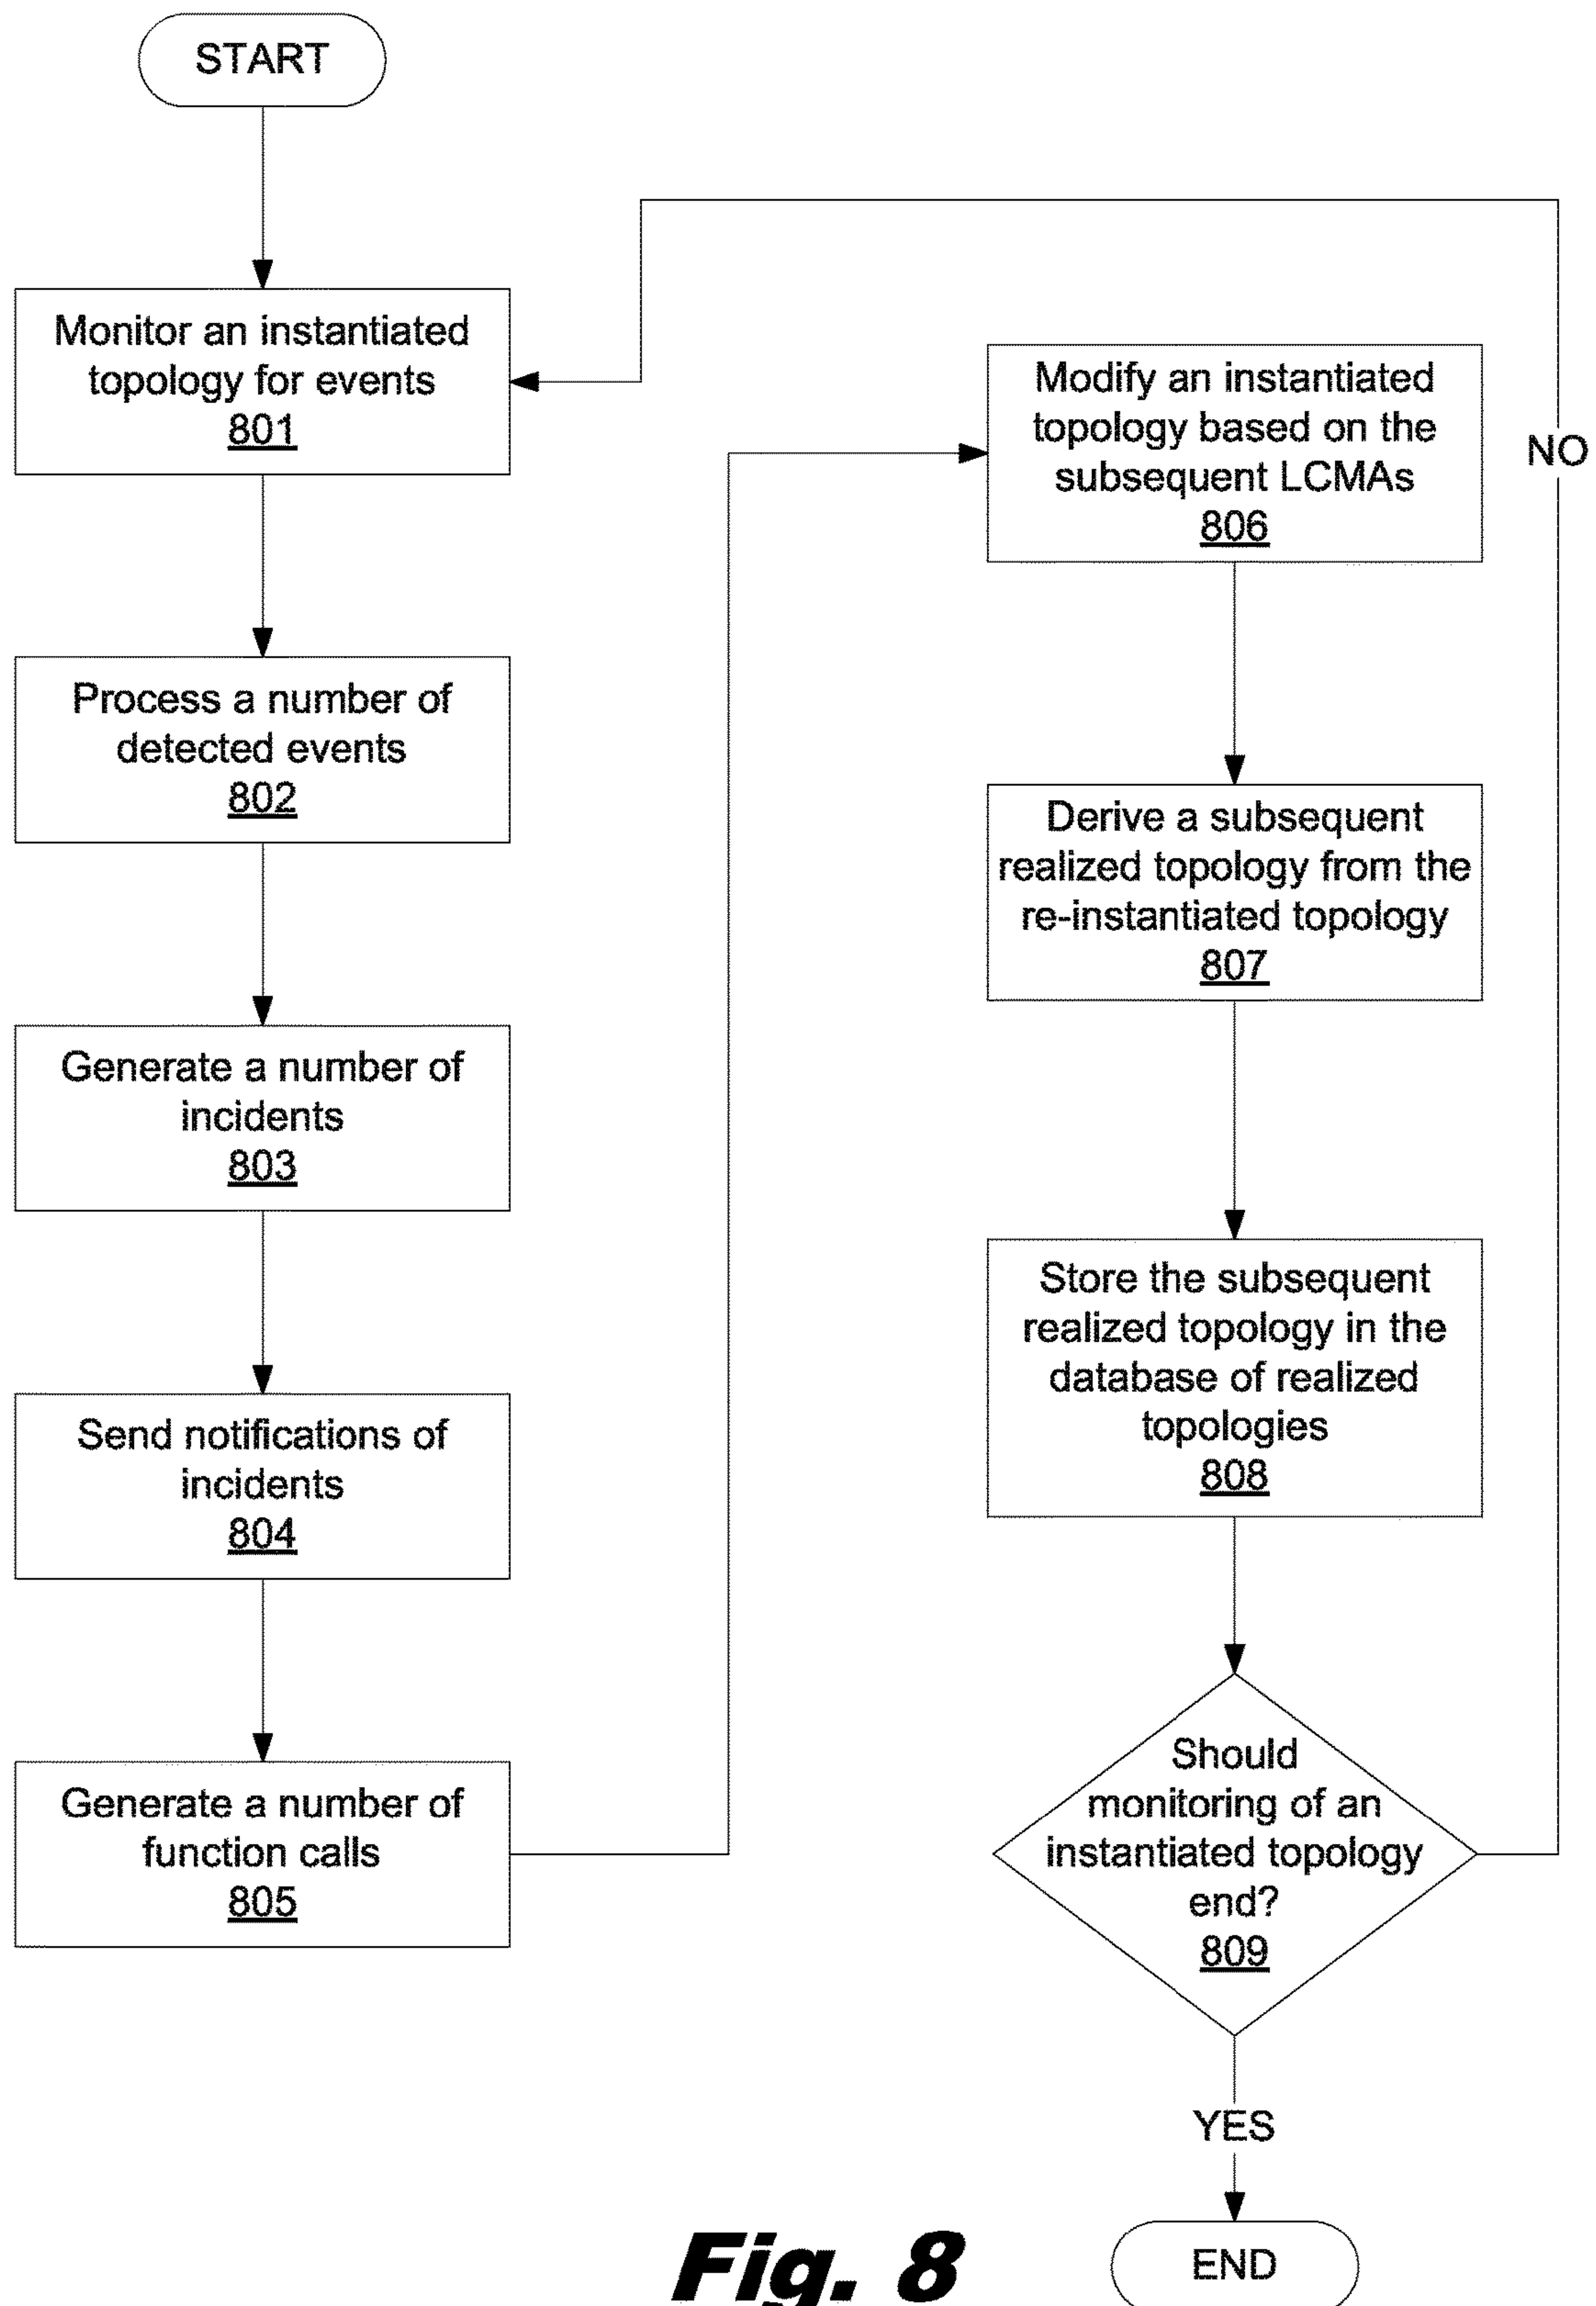 START
Monitor an instantiated
topology for events
801
Process a number of
detected events
802
Generate a number of
incidents
803
Send notifications of
incidents
804
Generate a number of
function calls
805
Modify an instantiated
topology based on the
subsequent LCMAs
806
NO
Derive a subsequent
realized topology from the
re-instantiated topology
807
Store the subsequent
realized topology in the
database of realized
topologies
808
Should
monitoring of an
instantiated topology
end?
809
YES
END
Fig. 8